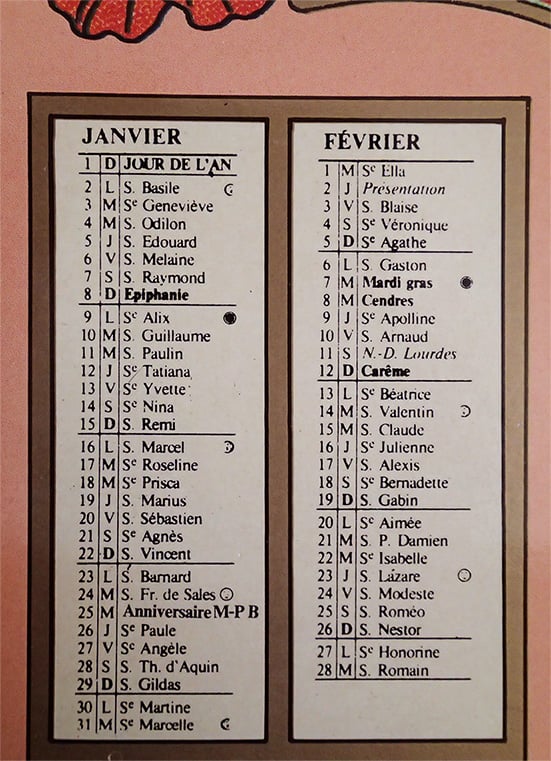 JANVIER
1 D JOUR DE L'AN
2 L S. Basile
3 M Sᵉ Geneviève
4 M S. Odilon
5 J S. Edouard
6 V S. Melaine
7 S S. Raymond
8 D Epiphanie
9 L Sᵉ Alix
10 M S. Guillaume
11 M S. Paulin
12 J Sᵉ Tatiana
13 V Sᵉ Yvette
14 S Sᵉ Nina
15 D S. Remi
16 L S. Marcel
17 M Sᵉ Roseline
18 M Sᵉ Prisca
19 J S. Marius
20 V S. Sébastien
21 S Sᵉ Agnès
22 D S. Vincent
23 L S. Barnard
24 M S. Fr. de Sales
25 M Anniversaire M-P B
26 J Sᵉ Paule
27 V Sᵉ Angèle
28 S S. Th. d'Aquin
29 D S. Gildas
30 L Sᵉ Martine
31 M Sᵉ Marcelle
FÉVRIER
1 M Sᵉ Ella
2 J Présentation
3 V S. Blaise
4 S Sᵉ Véronique
5 D Sᵉ Agathe
6 L S. Gaston
7 M Mardi gras
8 M Cendres
9 J Sᵉ Apolline
10 V S. Arnaud
11 S N.-D. Lourdes
12 D Carême
13 L Sᵉ Béatrice
14 M S. Valentin
15 M S. Claude
16 J Sᵉ Julienne
17 V S. Alexis
18 S Sᵉ Bernadette
19 D S. Gabin
20 L Sᵉ Aimée
21 M S. P. Damien
22 M Sᵉ Isabelle
23 J S. Lazare
24 V S. Modeste
25 S S. Roméo
26 D S. Nestor
27 L Sᵉ Honorine
28 M S. Romain